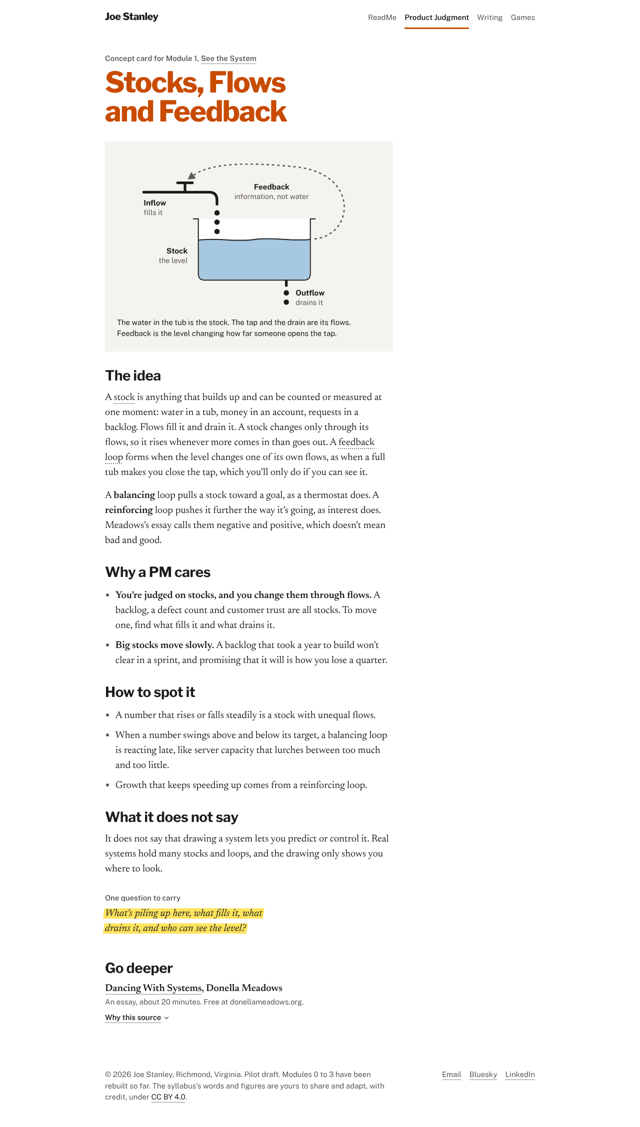 Joe Stanley
ReadMe Product Judgment Writing Games
Concept card for Module 1, See the System
Stocks, Flows
and Feedback
Feedback
information, not water
Inflow
fills it
Stock
the level
Outflow
drains it
The water in the tub is the stock. The tap and the drain are its flows.
Feedback is the level changing how far someone opens the tap.
The idea
A stock is anything that builds up and can be counted or measured at
one moment: water in a tub, money in an account, requests in a
backlog. Flows fill it and drain it. A stock changes only through its
flows, so it rises whenever more comes in than goes out. A feedback
loop forms when the level changes one of its own flows, as when a full
tub makes you close the tap, which you'll only do if you can see it.
A balancing loop pulls a stock toward a goal, as a thermostat does. A
reinforcing loop pushes it further the way it's going, as interest does.
Meadows's essay calls them negative and positive, which doesn't mean
bad and good.
Why a PM cares
• You're judged on stocks, and you change them through flows. A
backlog, a defect count and customer trust are all stocks. To move
one, find what fills it and what drains it.
• Big stocks move slowly. A backlog that took a year to build won't
clear in a sprint, and promising that it will is how you lose a quarter.
How to spot it
• A number that rises or falls steadily is a stock with unequal flows.
• When a number swings above and below its target, a balancing loop
is reacting late, like server capacity that lurches between too much
and too little.
• Growth that keeps speeding up comes from a reinforcing loop.
What it does not say
It does not say that drawing a system lets you predict or control it. Real
systems hold many stocks and loops, and the drawing only shows you
where to look.
One question to carry
What's piling up here, what fills it, what
drains it, and who can see the level?
Go deeper
Dancing With Systems, Donella Meadows
An essay, about 20 minutes. Free at donellameadows.org.
Why this source
© 2026 Joe Stanley, Richmond, Virginia. Pilot draft. Modules 0 to 3 have been
rebuilt so far. The syllabus's words and figures are yours to share and adapt, with
credit, under CC BY 4.0.
Email Bluesky LinkedIn